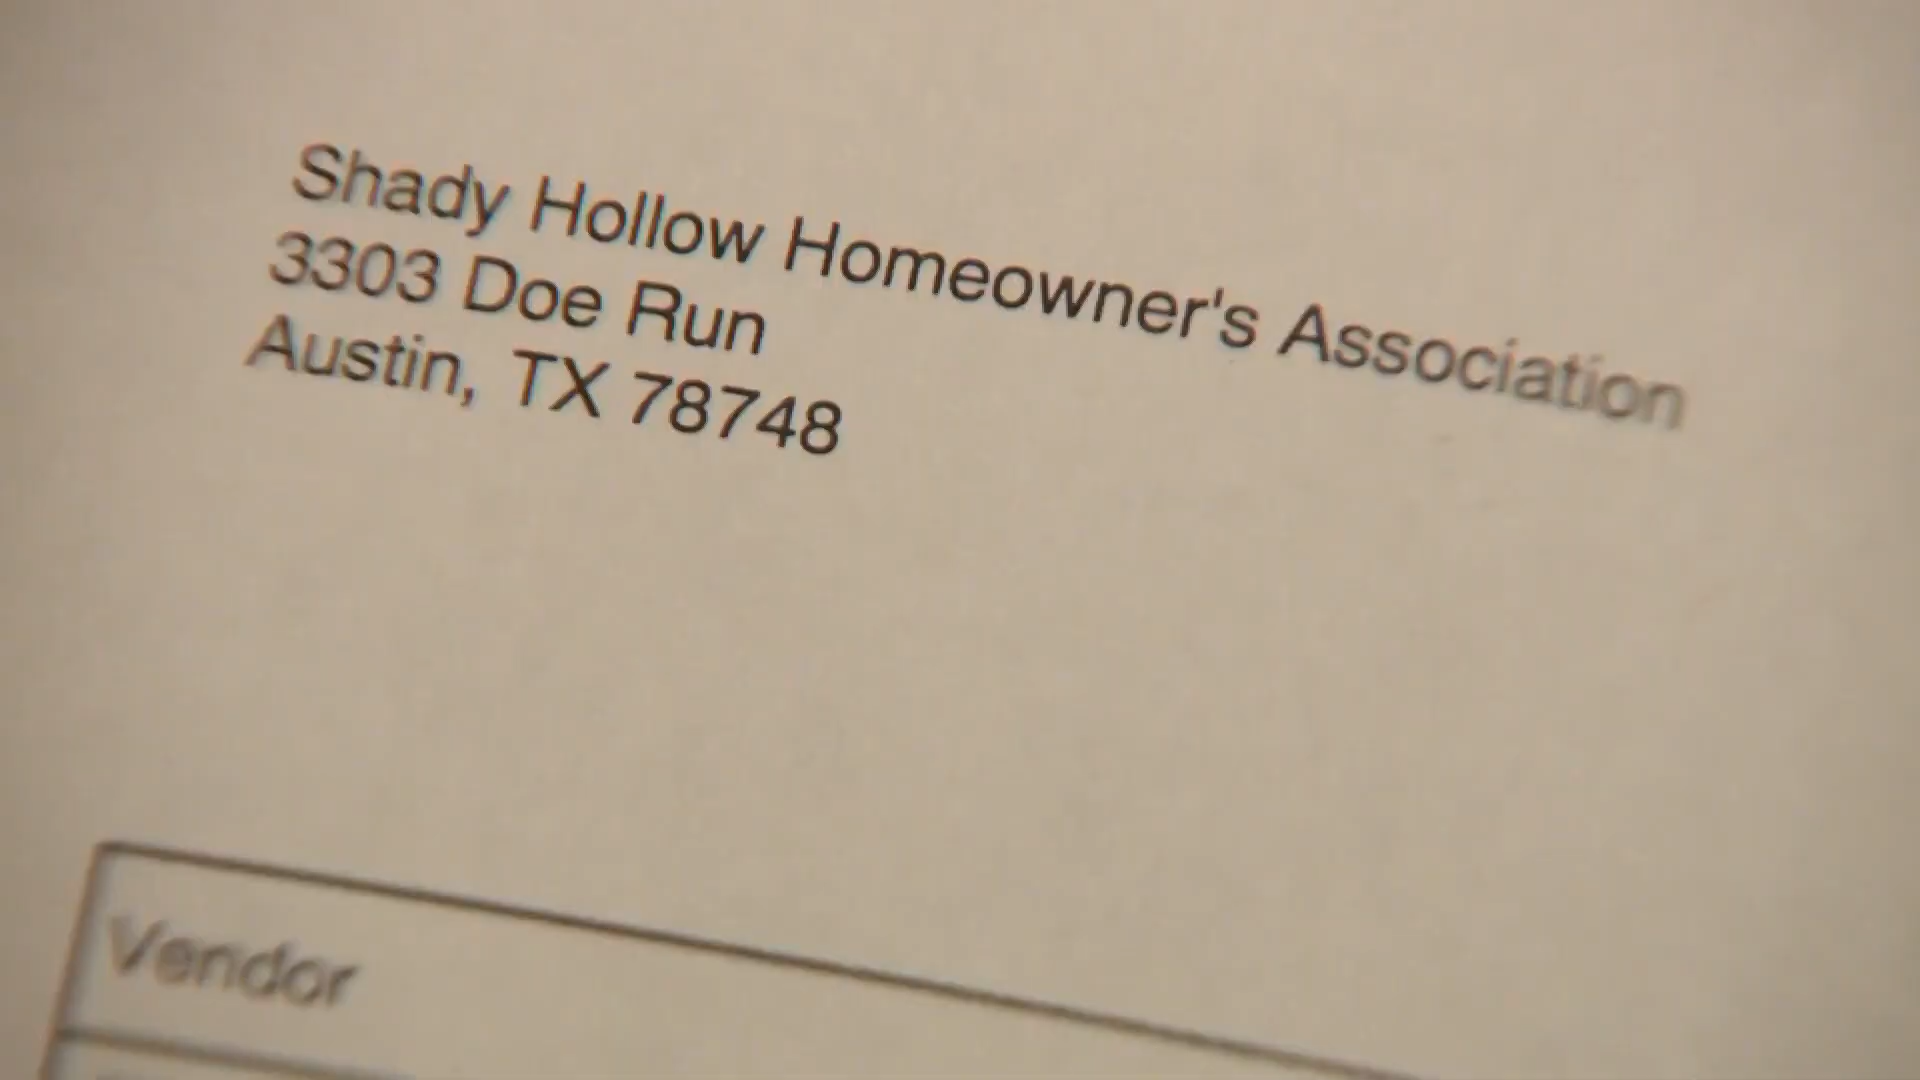 Shady Hollow Homeowner's Association
3303 Doe Run
Austin, TX 78748
Vendor